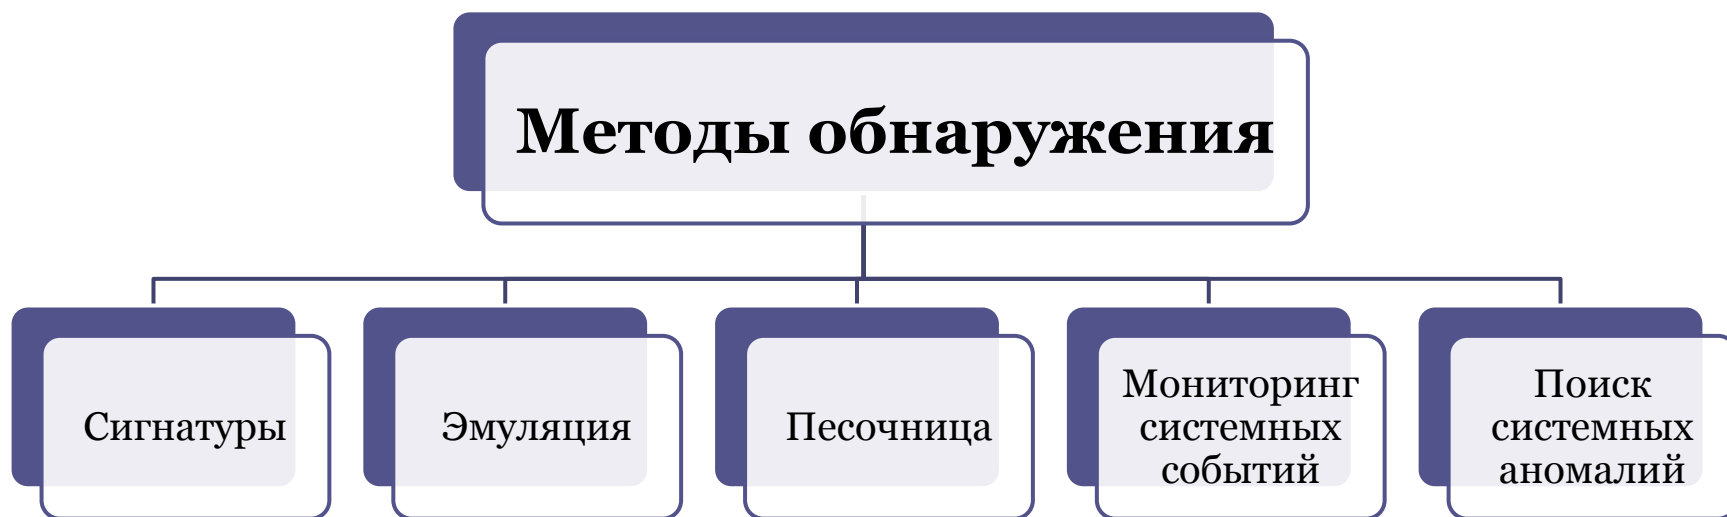 Методы обнаружения
Сигнатуры
Эмуляция
Песочница
Мониторинг
системных
событий
Поиск
системных
аномалий